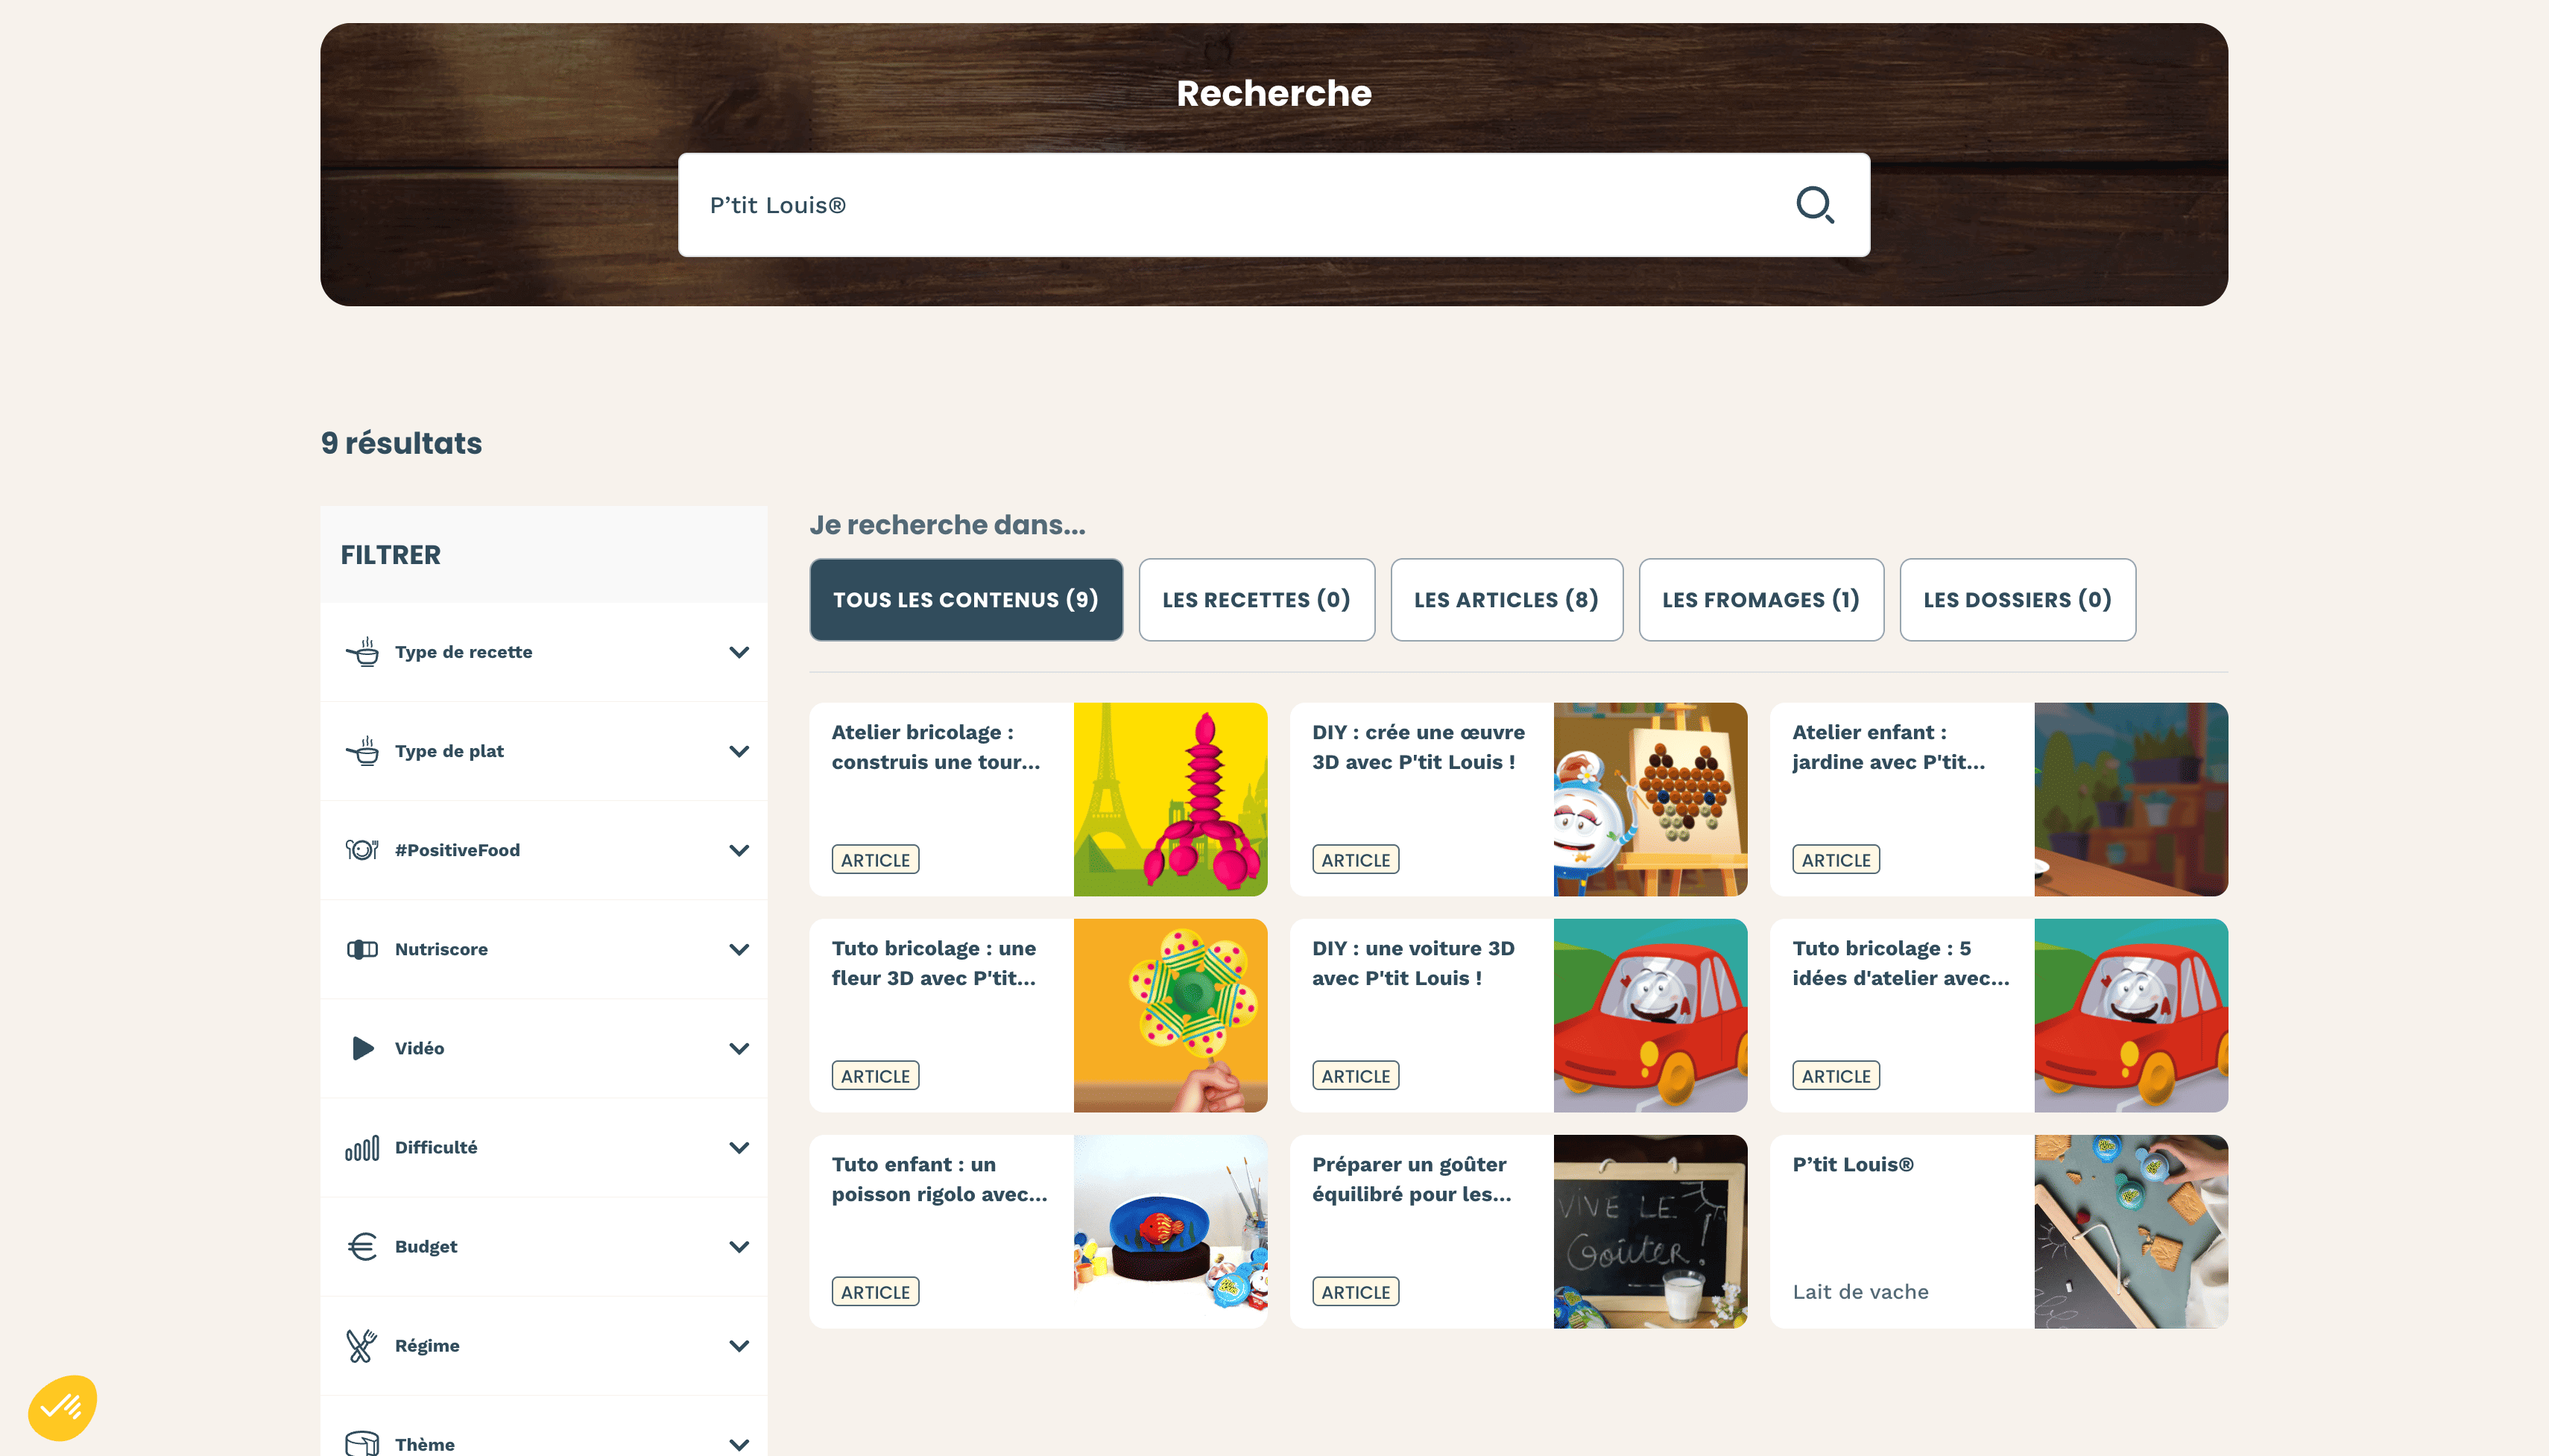 Recherche
P’tit Louis®
9 résultats
FILTRER
Type de recette
Type de plat
#PositiveFood
Nutriscore
Vidéo
Difficulté
Budget
Régime
Thème
Je recherche dans...
TOUS LES CONTENUS (9)
LES RECETTES (0)
LES ARTICLES (8)
LES FROMAGES (1)
LES DOSSIERS (0)
Atelier bricolage :
construis une tour...
ARTICLE
DIY : crée une œuvre
3D avec P'tit Louis !
ARTICLE
Atelier enfant :
jardine avec P'tit...
ARTICLE
Tuto bricolage : une
fleur 3D avec P'tit...
ARTICLE
DIY : une voiture 3D
avec P'tit Louis !
ARTICLE
Tuto bricolage : 5
idées d'atelier avec...
ARTICLE
Tuto enfant : un
poisson rigolo avec...
ARTICLE
Préparer un goûter
équilibré pour les...
ARTICLE
VIVE LE
Goûter!
P’tit Louis®
Lait de vache